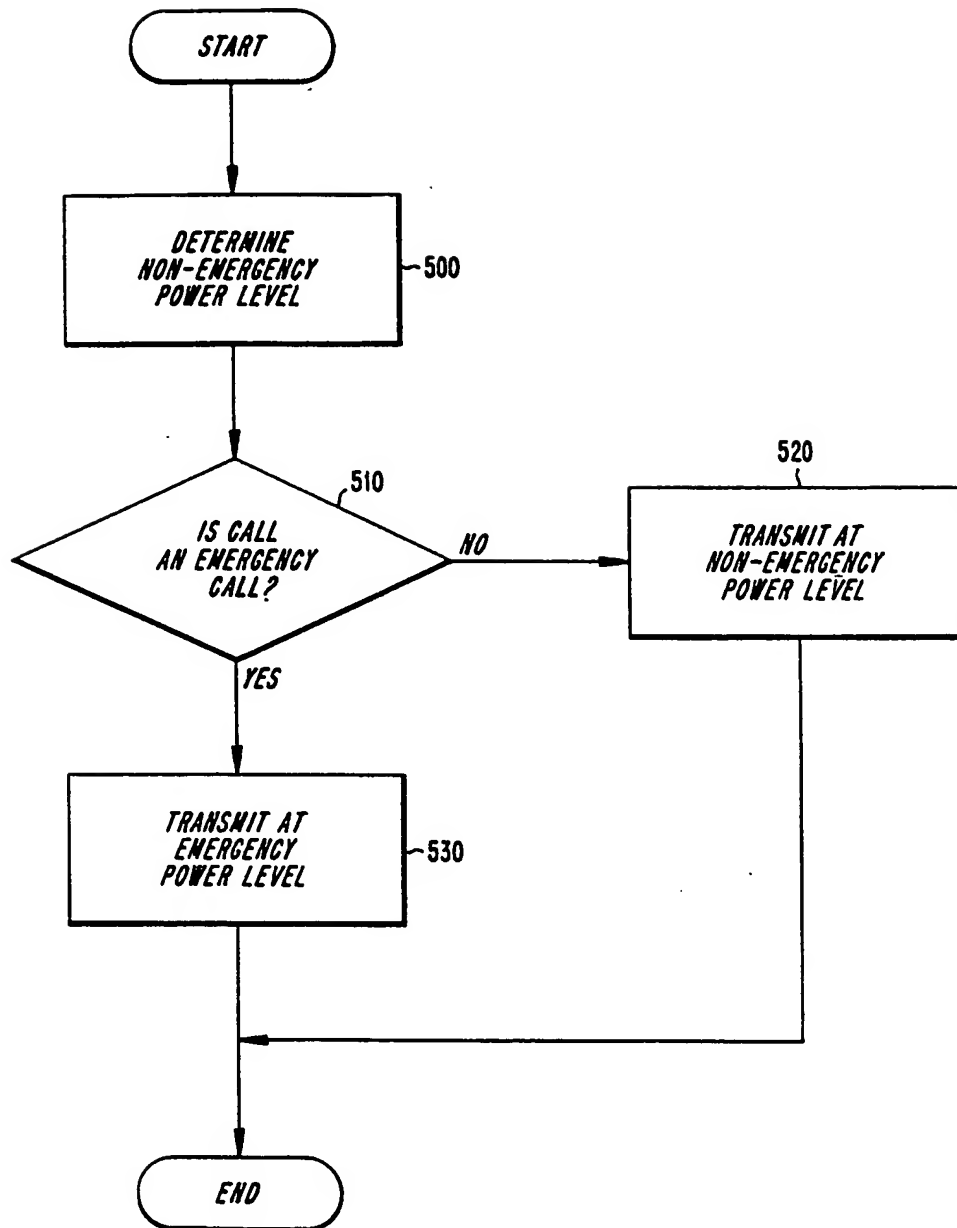 START
DETERMINE
NON-EMERGENCY
POWER LEVEL
500
510
IS CALL
AN EMERGENCY
CALL?
NO
520
TRANSMIT AT
NON-EMERGENCY
POWER LEVEL
YES
TRANSMIT AT
EMERGENCY
POWER LEVEL
530
END